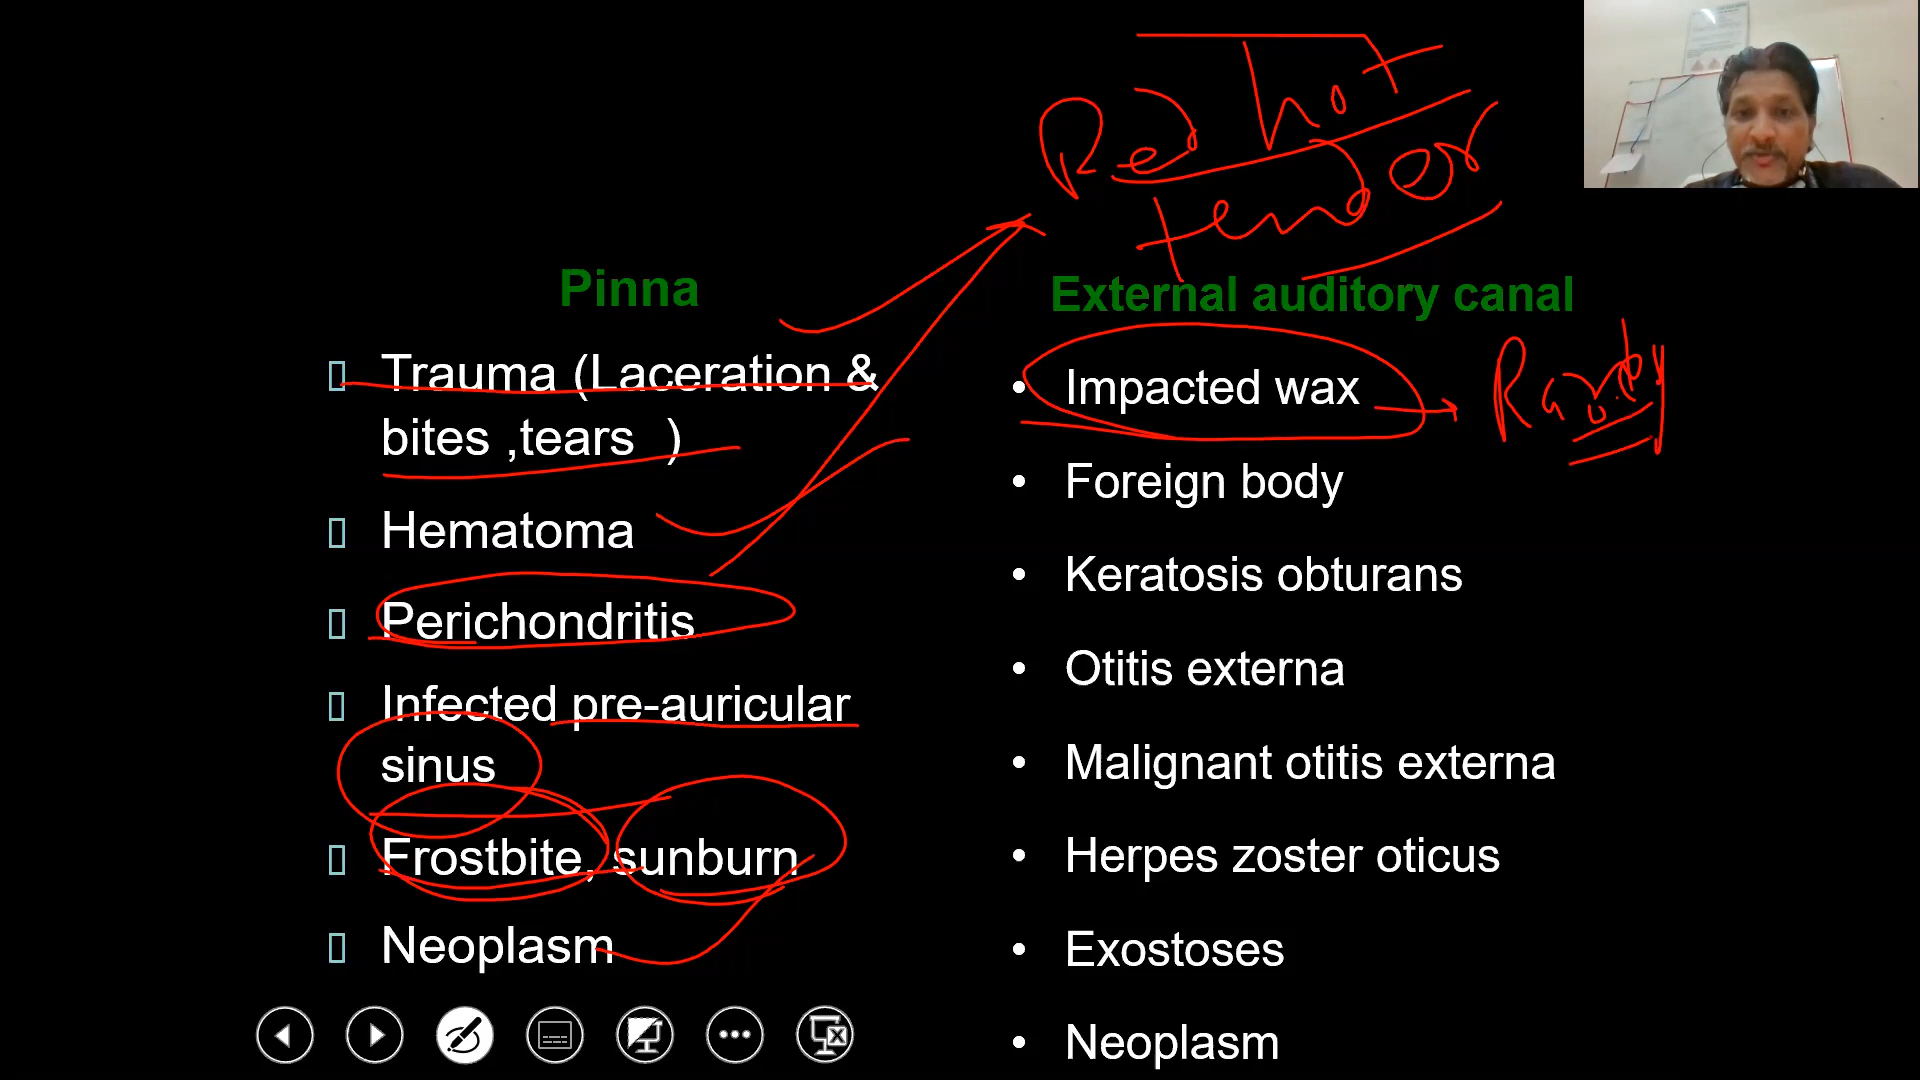 Red hot
tender
Pinna
Trauma (Laceration &
bites ,tears )
Hematoma
Perichondritis
Infected pre-auricular
sinus
Frostbite, sunburn
Neoplasm
External auditory canal
Impacted wax
Foreign body
Keratosis obturans
Otitis externa
Malignant otitis externa
Herpes zoster oticus
Exostoses
Neoplasm